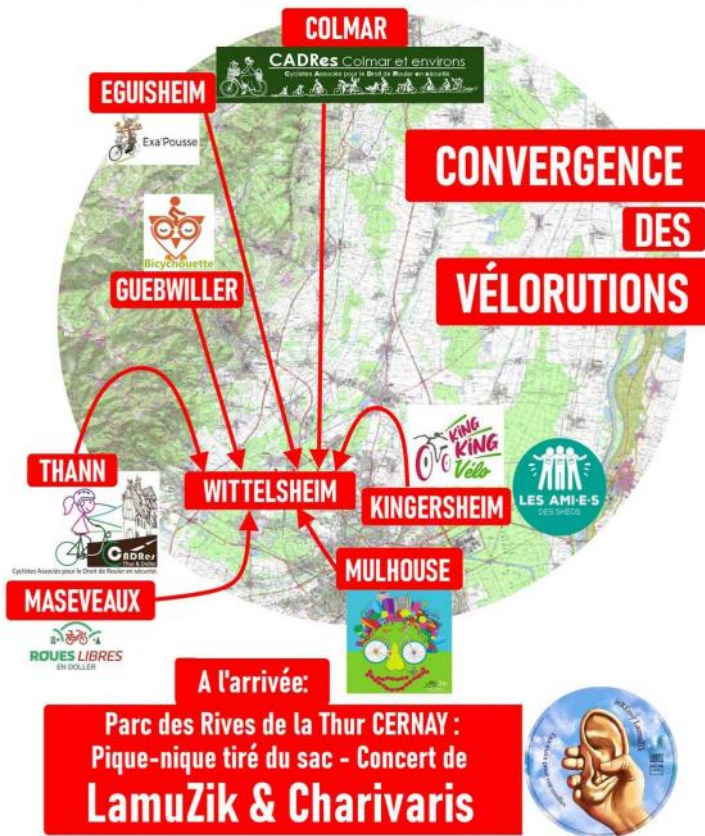 COLMAR
CADRes Colmar et environs
Cyclistes Associés pour le Droit de Rouler en sécurité
EGUISHEIM
Exa'Pousse
CONVERGENCE
DES
VÉLORUTIONS
Bicychouette
GUEBWILLER
THANN
CADRes
Thur & Doller
Cyclistes Associés pour le Droit de Rouler en sécurité.
WITTELSHEIM
KING
KING
Vélo
KINGERSHEIM
LES AMI·E·S
DES SHEDS
MASEVEAUX
ROUES LIBRES
EN DOLLER
MULHOUSE
A l'arrivée:
Parc des Rives de la Thur CERNAY :
Pique-nique tiré du sac - Concert de
LamuZik & Charivaris